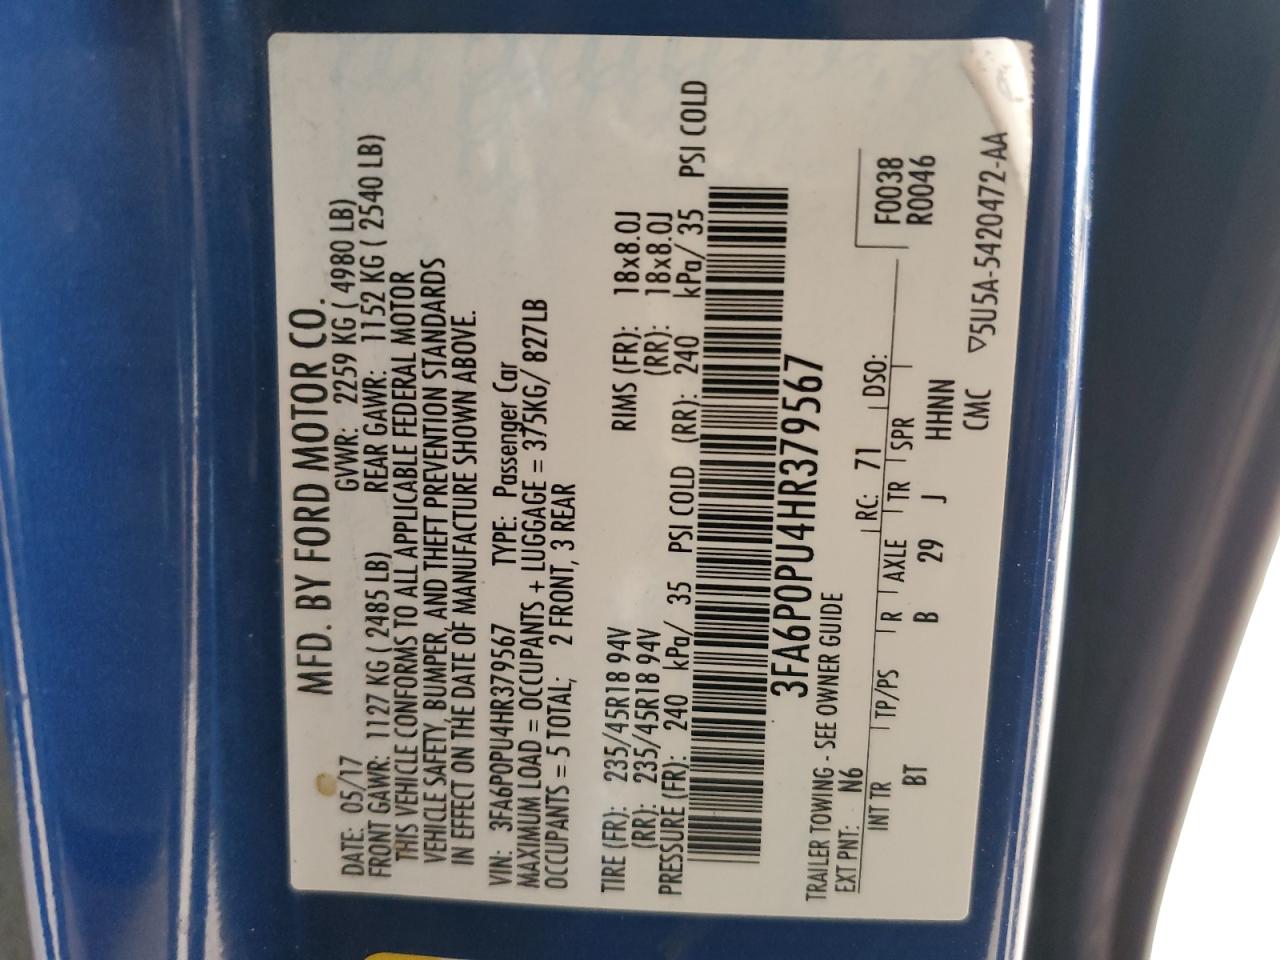 MFD. BY FORD MOTOR CO.
DATE: 05/17 GVWR: 2259 KG ( 4980 LB)
FRONT GAWR: 1127 KG ( 2485 LB) REAR GAWR: 1152 KG ( 2540 LB)
THIS VEHICLE CONFORMS TO ALL APPLICABLE FEDERAL MOTOR
VEHICLE SAFETY, BUMPER, AND THEFT PREVENTION STANDARDS
IN EFFECT ON THE DATE OF MANUFACTURE SHOWN ABOVE.
VIN: 3FA6P0PU4HR379567 TYPE: Passenger Car
MAXIMUM LOAD = OCCUPANTS + LUGGAGE = 375KG/ 827LB
OCCUPANTS = 5 TOTAL; 2 FRONT, 3 REAR
TIRE (FR): 235/45R18 94V RIMS (FR): 18x8.0J
(RR): 235/45R18 94V (RR): 18x8.0J
PRESSURE (FR): 240 kPa/ 35 PSI COLD (RR): 240 kPa/ 35 PSI COLD
3FA6P0PU4HR379567
TRAILER TOWING - SEE OWNER GUIDE
EXT PNT: N6 RC: 71 DSO: F0038
INT TR TP/PS R AXLE TR SPR R0046
BT B 29 J HHNN
CMC ▽5U5A-5420472-AA